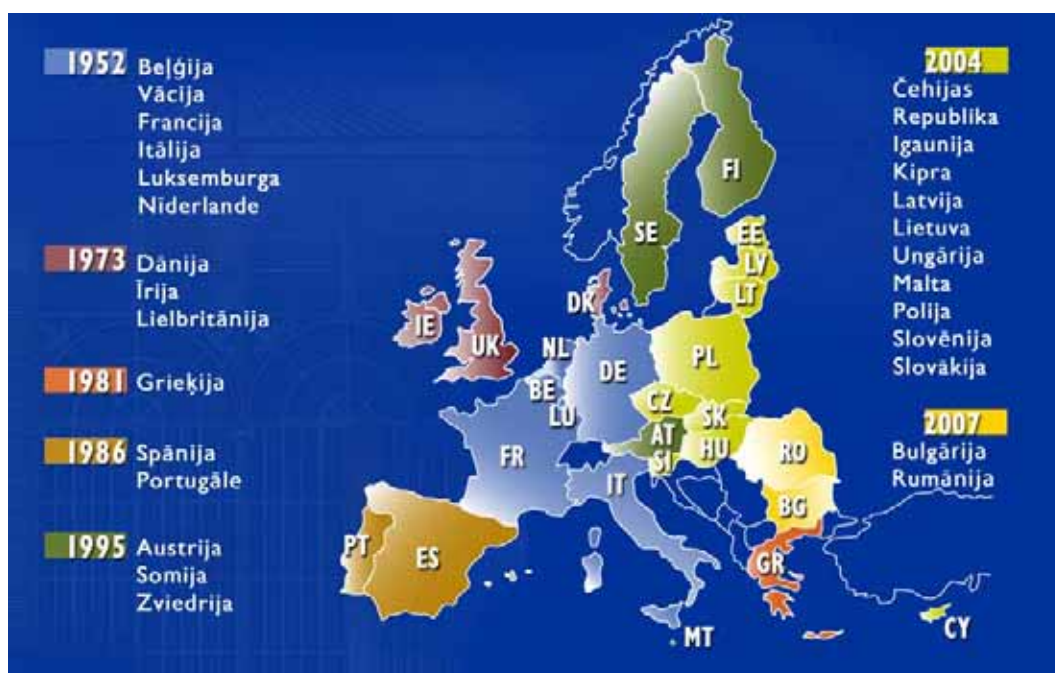 1952 Beļģija
Vācija
Francija
Itālija
Luksemburga
Nīderlande
1973 Dānija
Īrija
Lielbritānija
1981 Grieķija
1986 Spānija
Portugāle
1995 Austrija
Somija
Zviedrija
2004
Čehijas
Republika
Igaunija
Kipra
Latvija
Lietuva
Ungārija
Malta
Polija
Slovēnija
Slovākija
2007
Bulgārija
Rumānija
FI
SE
EE
LV
LT
DK
IE
UK
NL
BE
LU
DE
PL
CZ
SK
AT
HU
SI
FR
IT
RO
BG
PT
ES
GR
MT
CY